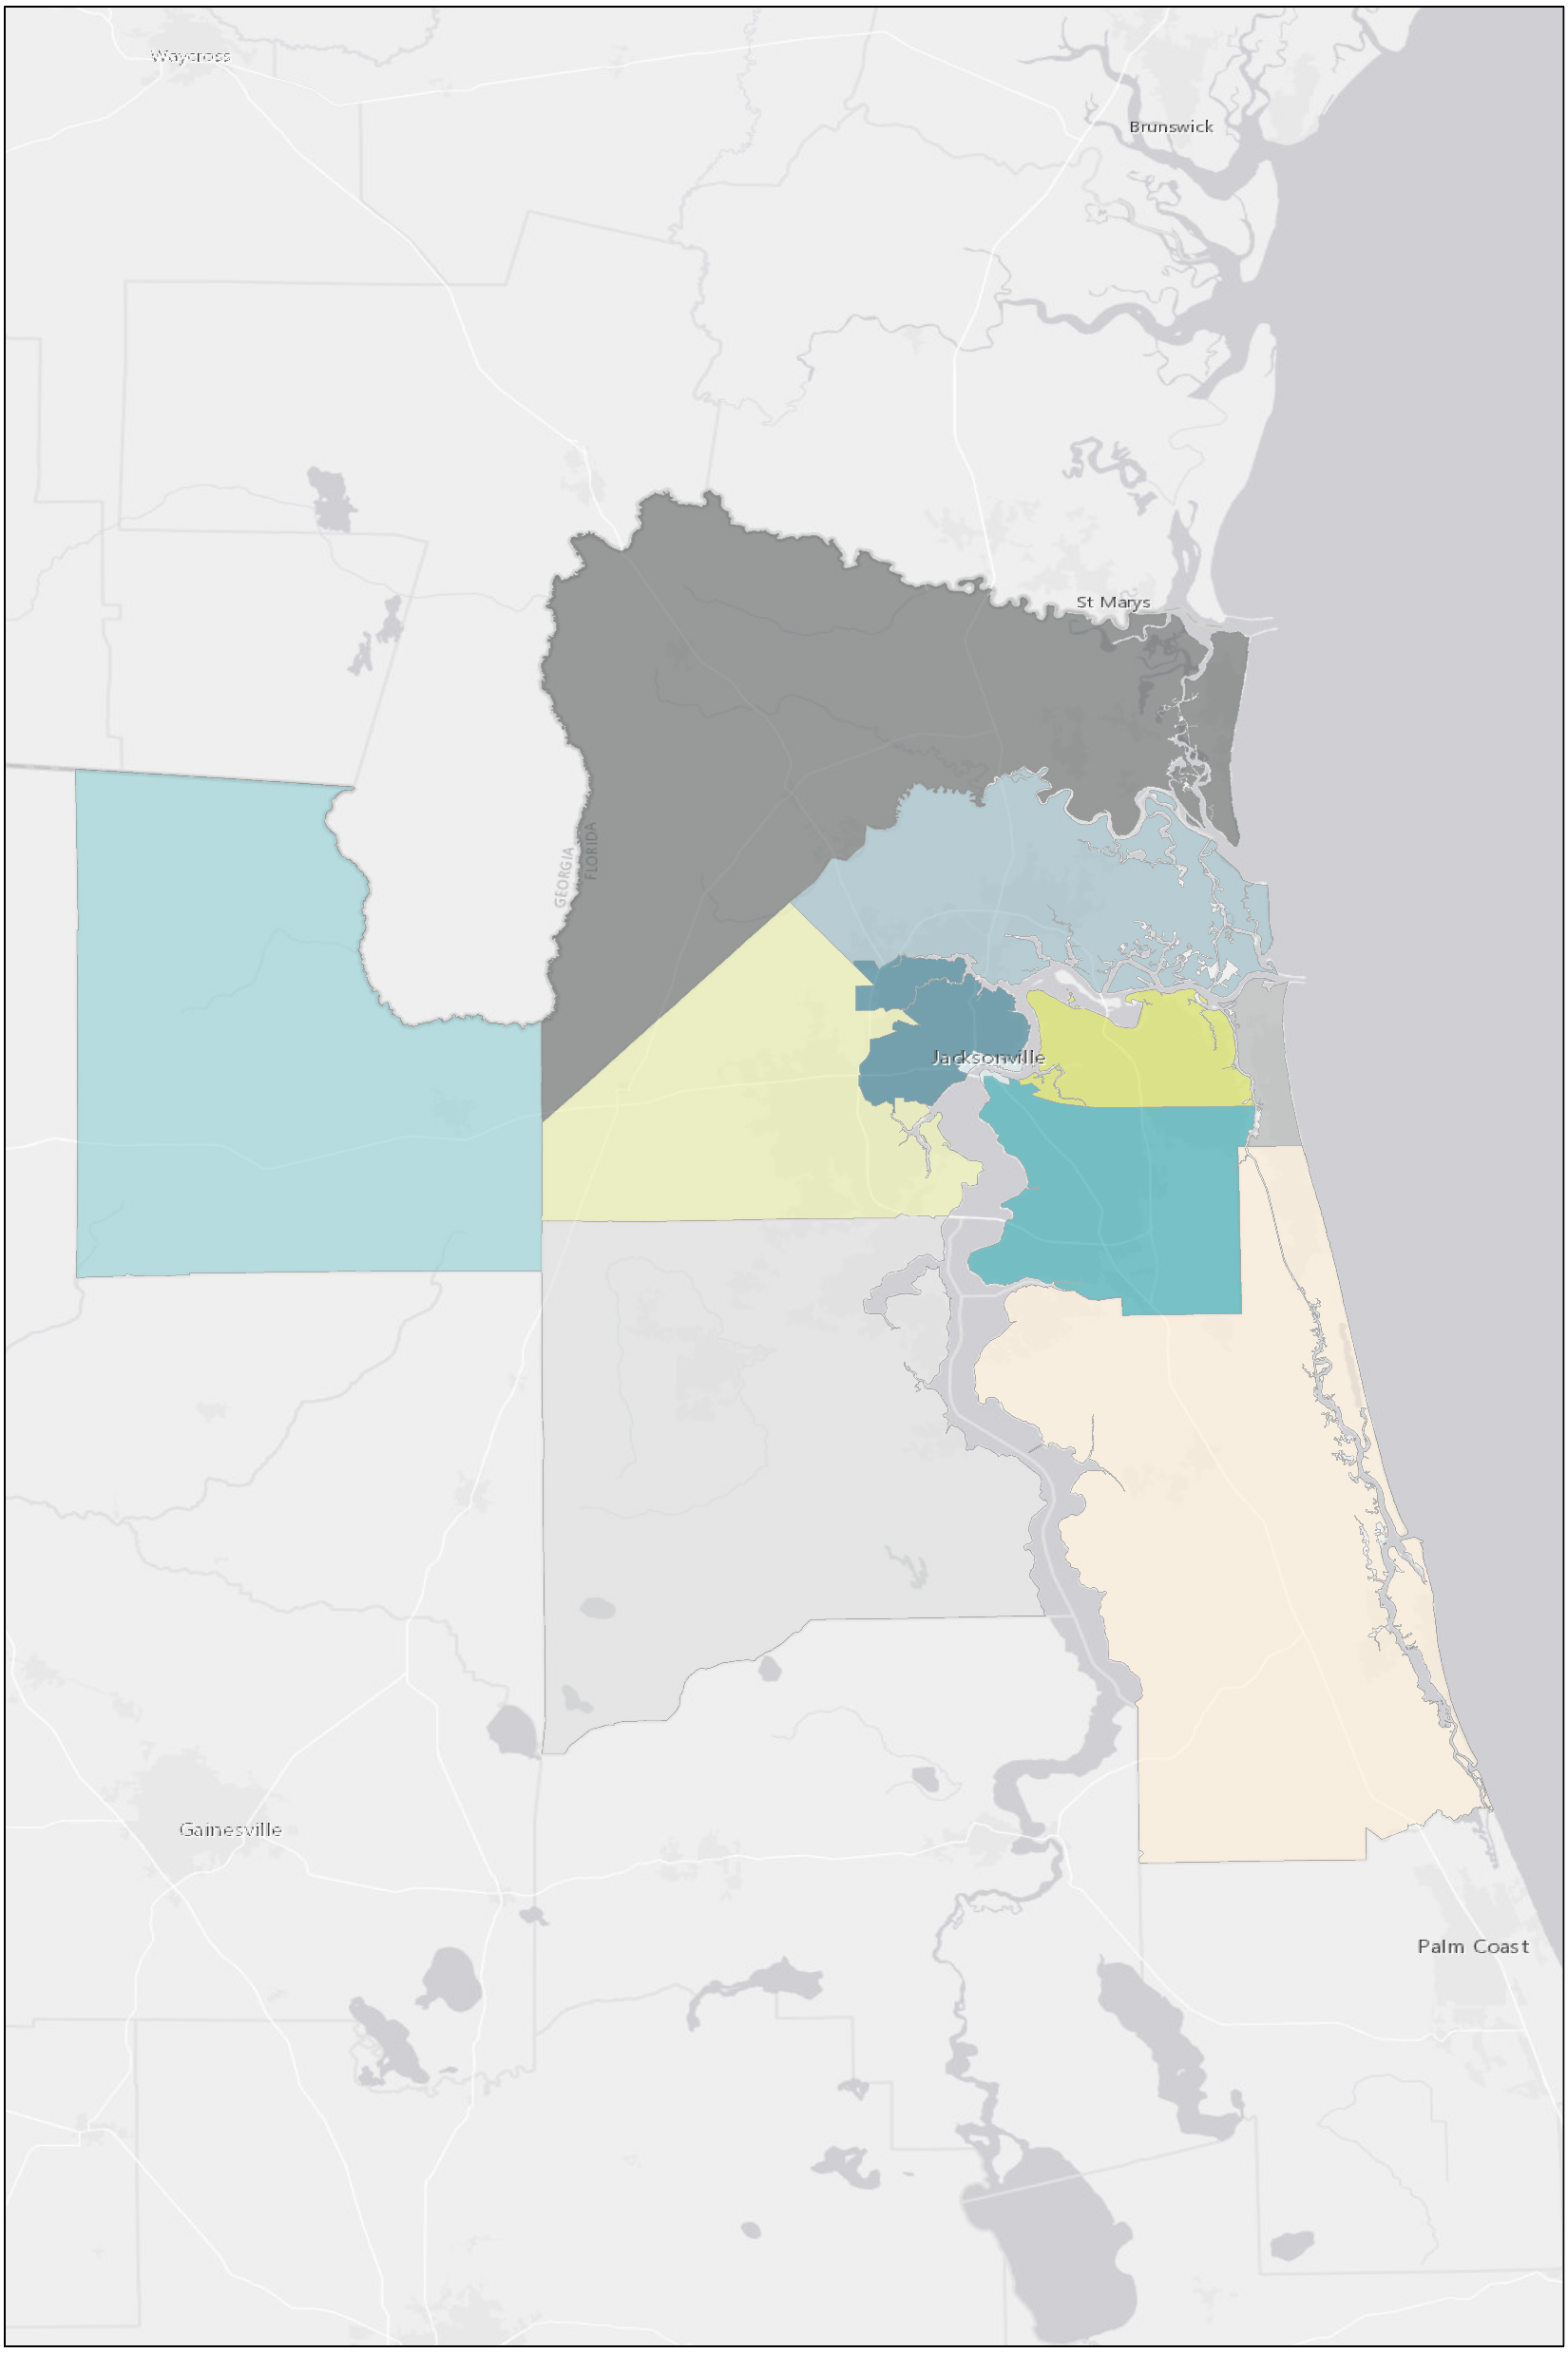 Waycross
Brunswick
St Marys
GEORGIA
FLORIDA
Jacksonville
Gainesville
Palm Coast